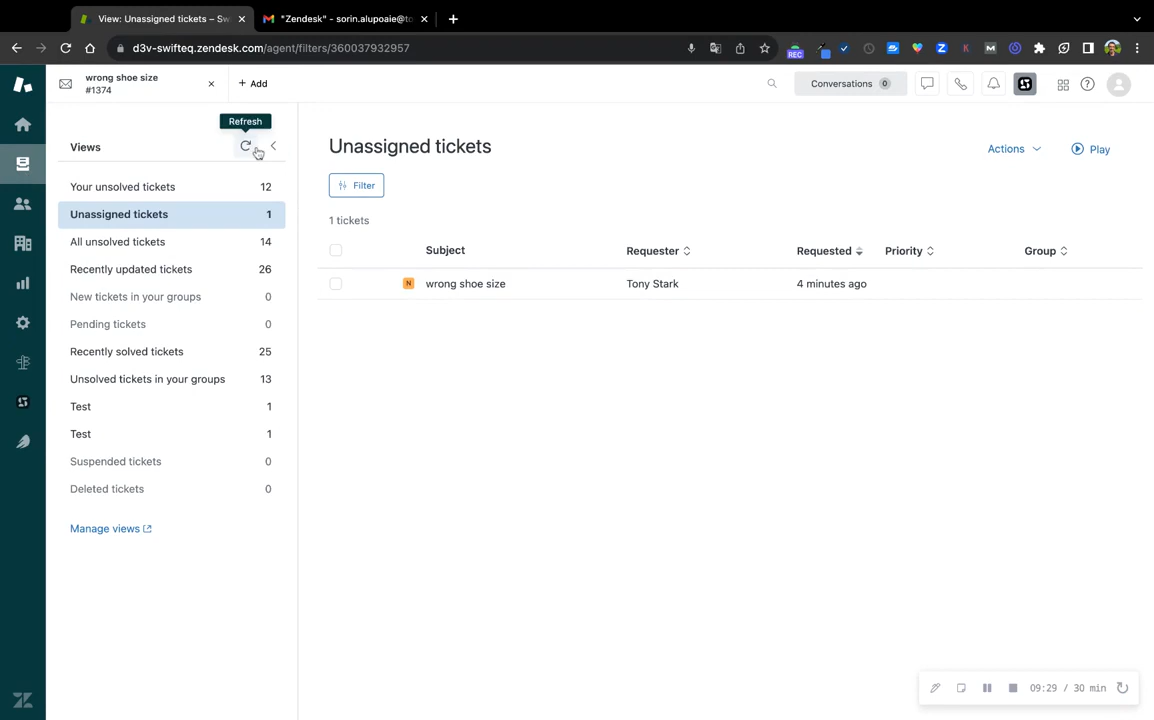 View: Unassigned tickets – Sw
"Zendesk" - sorin.alupoaie@to
d3v-swifteq.zendesk.com/agent/filters/360037932957
REC
wrong shoe size
#1374
+ Add
Conversations 0
Refresh
Views
Your unsolved tickets 12
Unassigned tickets 1
All unsolved tickets 14
Recently updated tickets 26
New tickets in your groups 0
Pending tickets 0
Recently solved tickets 25
Unsolved tickets in your groups 13
Test 1
Test 1
Suspended tickets 0
Deleted tickets 0
Manage views
Unassigned tickets
Actions
Play
Filter
1 tickets
Subject Requester Requested Priority Group
N wrong shoe size Tony Stark 4 minutes ago
09:29 / 30 min